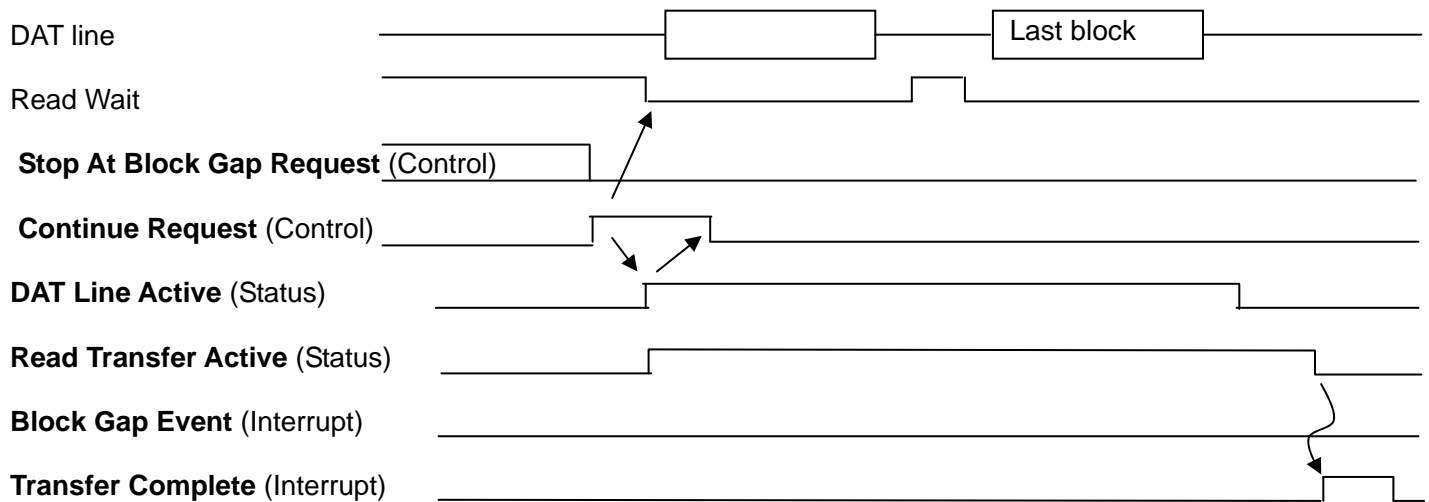 DAT line
Last block
Read Wait
Stop At Block Gap Request (Control)
Continue Request (Control)
DAT Line Active (Status)
Read Transfer Active (Status)
Block Gap Event (Interrupt)
Transfer Complete (Interrupt)